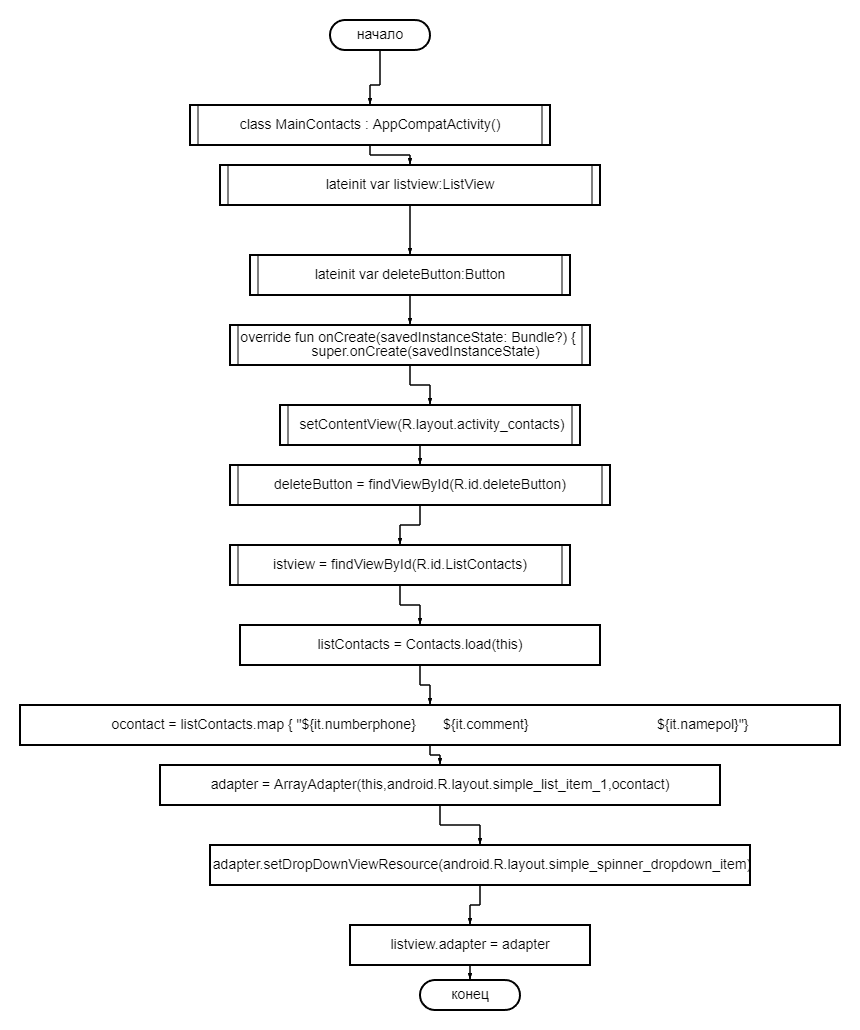 начало
class MainContacts : AppCompatActivity()
lateinit var listview:ListView
lateinit var deleteButton:Button
override fun onCreate(savedInstanceState: Bundle?) {
super.onCreate(savedInstanceState)
setContentView(R.layout.activity_contacts)
deleteButton = findViewById(R.id.deleteButton)
istview = findViewById(R.id.ListContacts)
listContacts = Contacts.load(this)
ocontact = listContacts.map { "${it.numberphone} ${it.comment} ${it.namepol}"}
adapter = ArrayAdapter(this,android.R.layout.simple_list_item_1,ocontact)
adapter.setDropDownViewResource(android.R.layout.simple_spinner_dropdown_item)
listview.adapter = adapter
конец